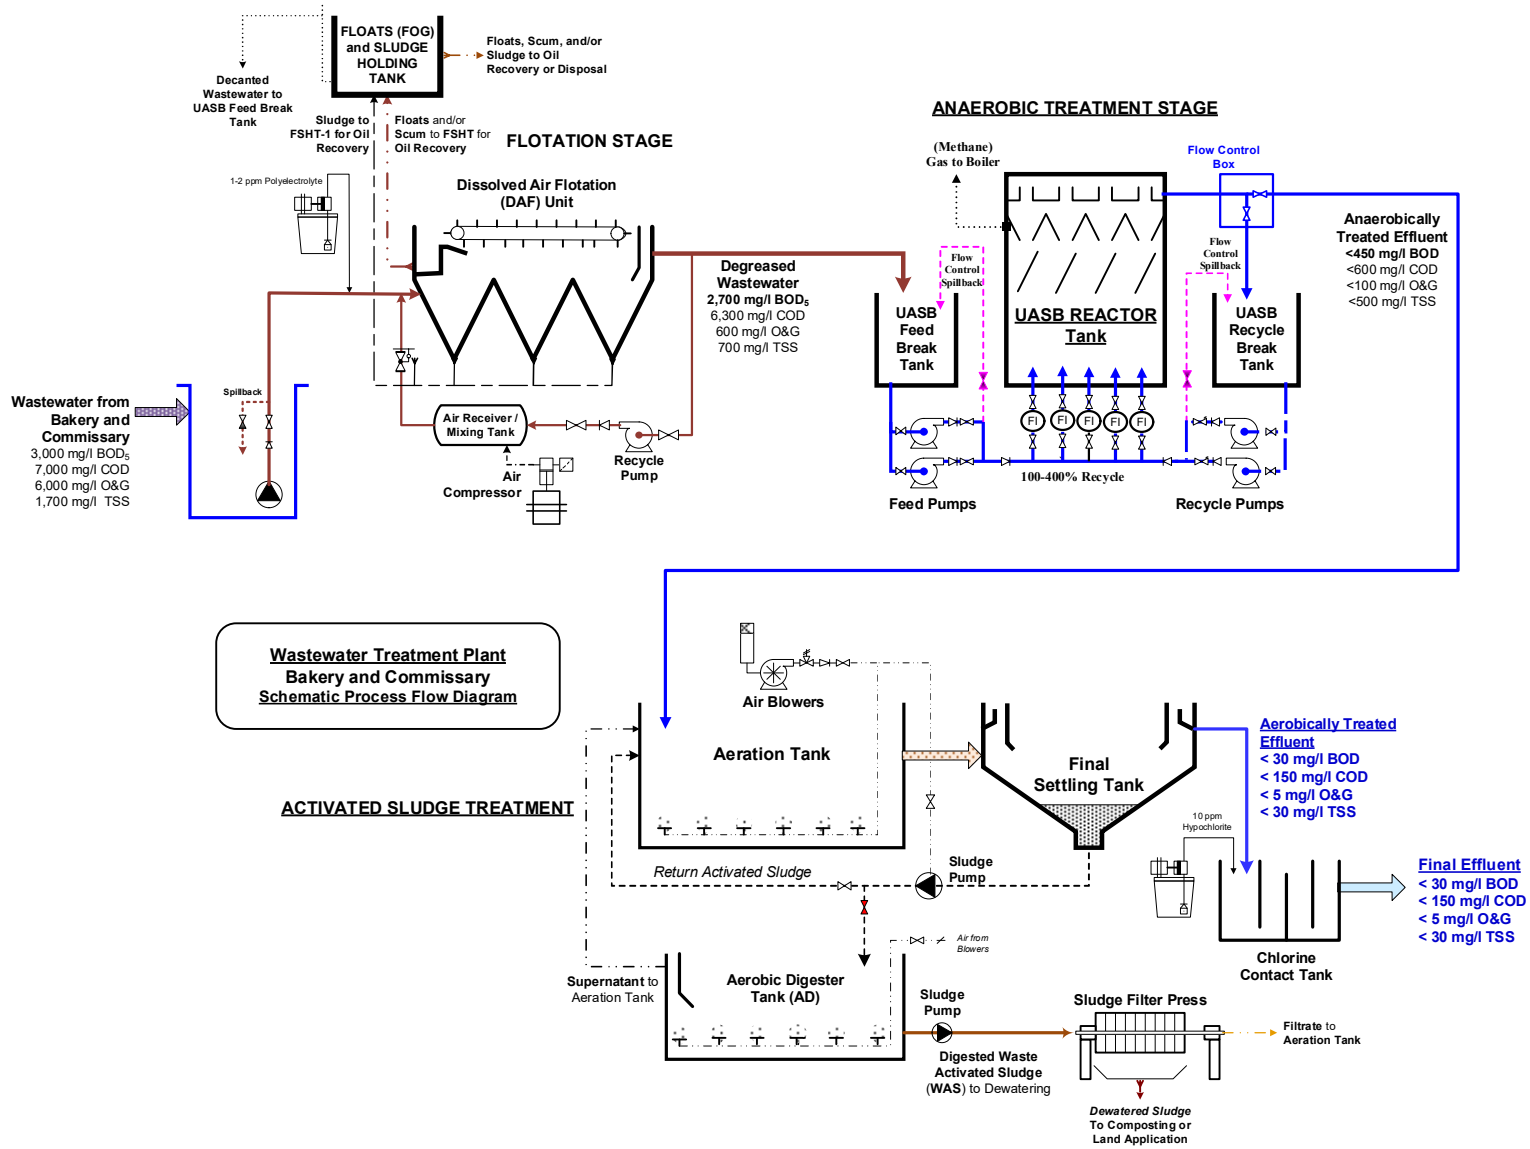 FLOATS (FOG)
and SLUDGE
HOLDING
TANK
Floats, Scum, and/or
Sludge to Oil
Recovery or Disposal
Decanted
Wastewater to
UASB Feed Break
Tank
Sludge to
FSHT-1 for Oil
Recovery
Floats and/or
Scum to FSHT for
Oil Recovery
FLOTATION STAGE
1-2 ppm Polyelectrolyte
Dissolved Air Flotation
(DAF) Unit
Degreased
Wastewater
2,700 mg/l BOD₅
6,300 mg/l COD
600 mg/l O&G
700 mg/l TSS
Wastewater from
Bakery and
Commissary
3,000 mg/l BOD₅
7,000 mg/l COD
6,000 mg/l O&G
1,700 mg/l TSS
Spillback
Air Receiver /
Mixing Tank
Recycle
Pump
Air
Compressor
ANAEROBIC TREATMENT STAGE
(Methane)
Gas to Boiler
Flow Control
Box
Flow
Control
Spillback
Flow
Control
Spillback
UASB
Feed
Break
Tank
UASB REACTOR
Tank
UASB
Recycle
Break
Tank
Anaerobically
Treated Effluent
<450 mg/l BOD
<600 mg/l COD
<100 mg/l O&G
<500 mg/l TSS
FI
FI
FI
FI
FI
100-400% Recycle
Feed Pumps
Recycle Pumps
Wastewater Treatment Plant
Bakery and Commissary
Schematic Process Flow Diagram
Air Blowers
Aeration Tank
Final
Settling Tank
ACTIVATED SLUDGE TREATMENT
Aerobically Treated
Effluent
< 30 mg/l BOD
< 150 mg/l COD
< 5 mg/l O&G
< 30 mg/l TSS
10 ppm
Hypochlorite
Return Activated Sludge
Sludge
Pump
Final Effluent
< 30 mg/l BOD
< 150 mg/l COD
< 5 mg/l O&G
< 30 mg/l TSS
Chlorine
Contact Tank
Air from
Blowers
Supernatant to
Aeration Tank
Aerobic Digester
Tank (AD)
Sludge
Pump
Digested Waste
Activated Sludge
(WAS) to Dewatering
Sludge Filter Press
Filtrate to
Aeration Tank
Dewatered Sludge
To Composting or
Land Application